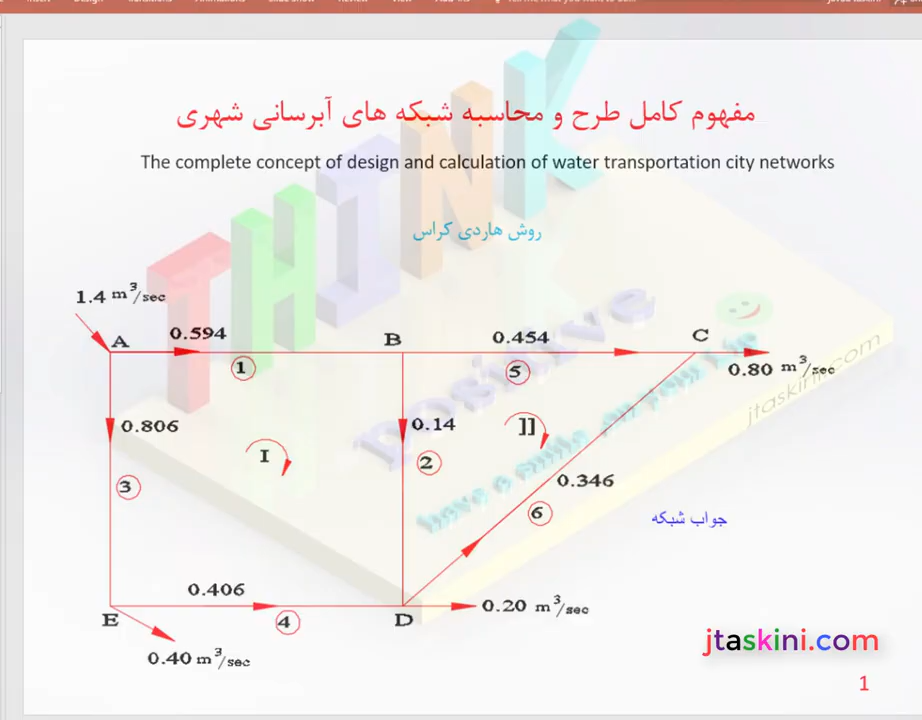 مفهوم کامل طرح و محاسبه شبکه های آبرسانی شهری
The complete concept of design and calculation of water transportation city networks
THINK
روش هاردی کراس
positive
have a smile on your lip
jtaskini.com
1.4 m³/sec
A
0.594
B
0.454
C
1
5
0.80 m³/sec
0.806
0.14
]]
I
2
3
0.346
6
جواب شبکه
0.406
0.20 m³/sec
E
4
D
0.40 m³/sec
jtaskini.com
1